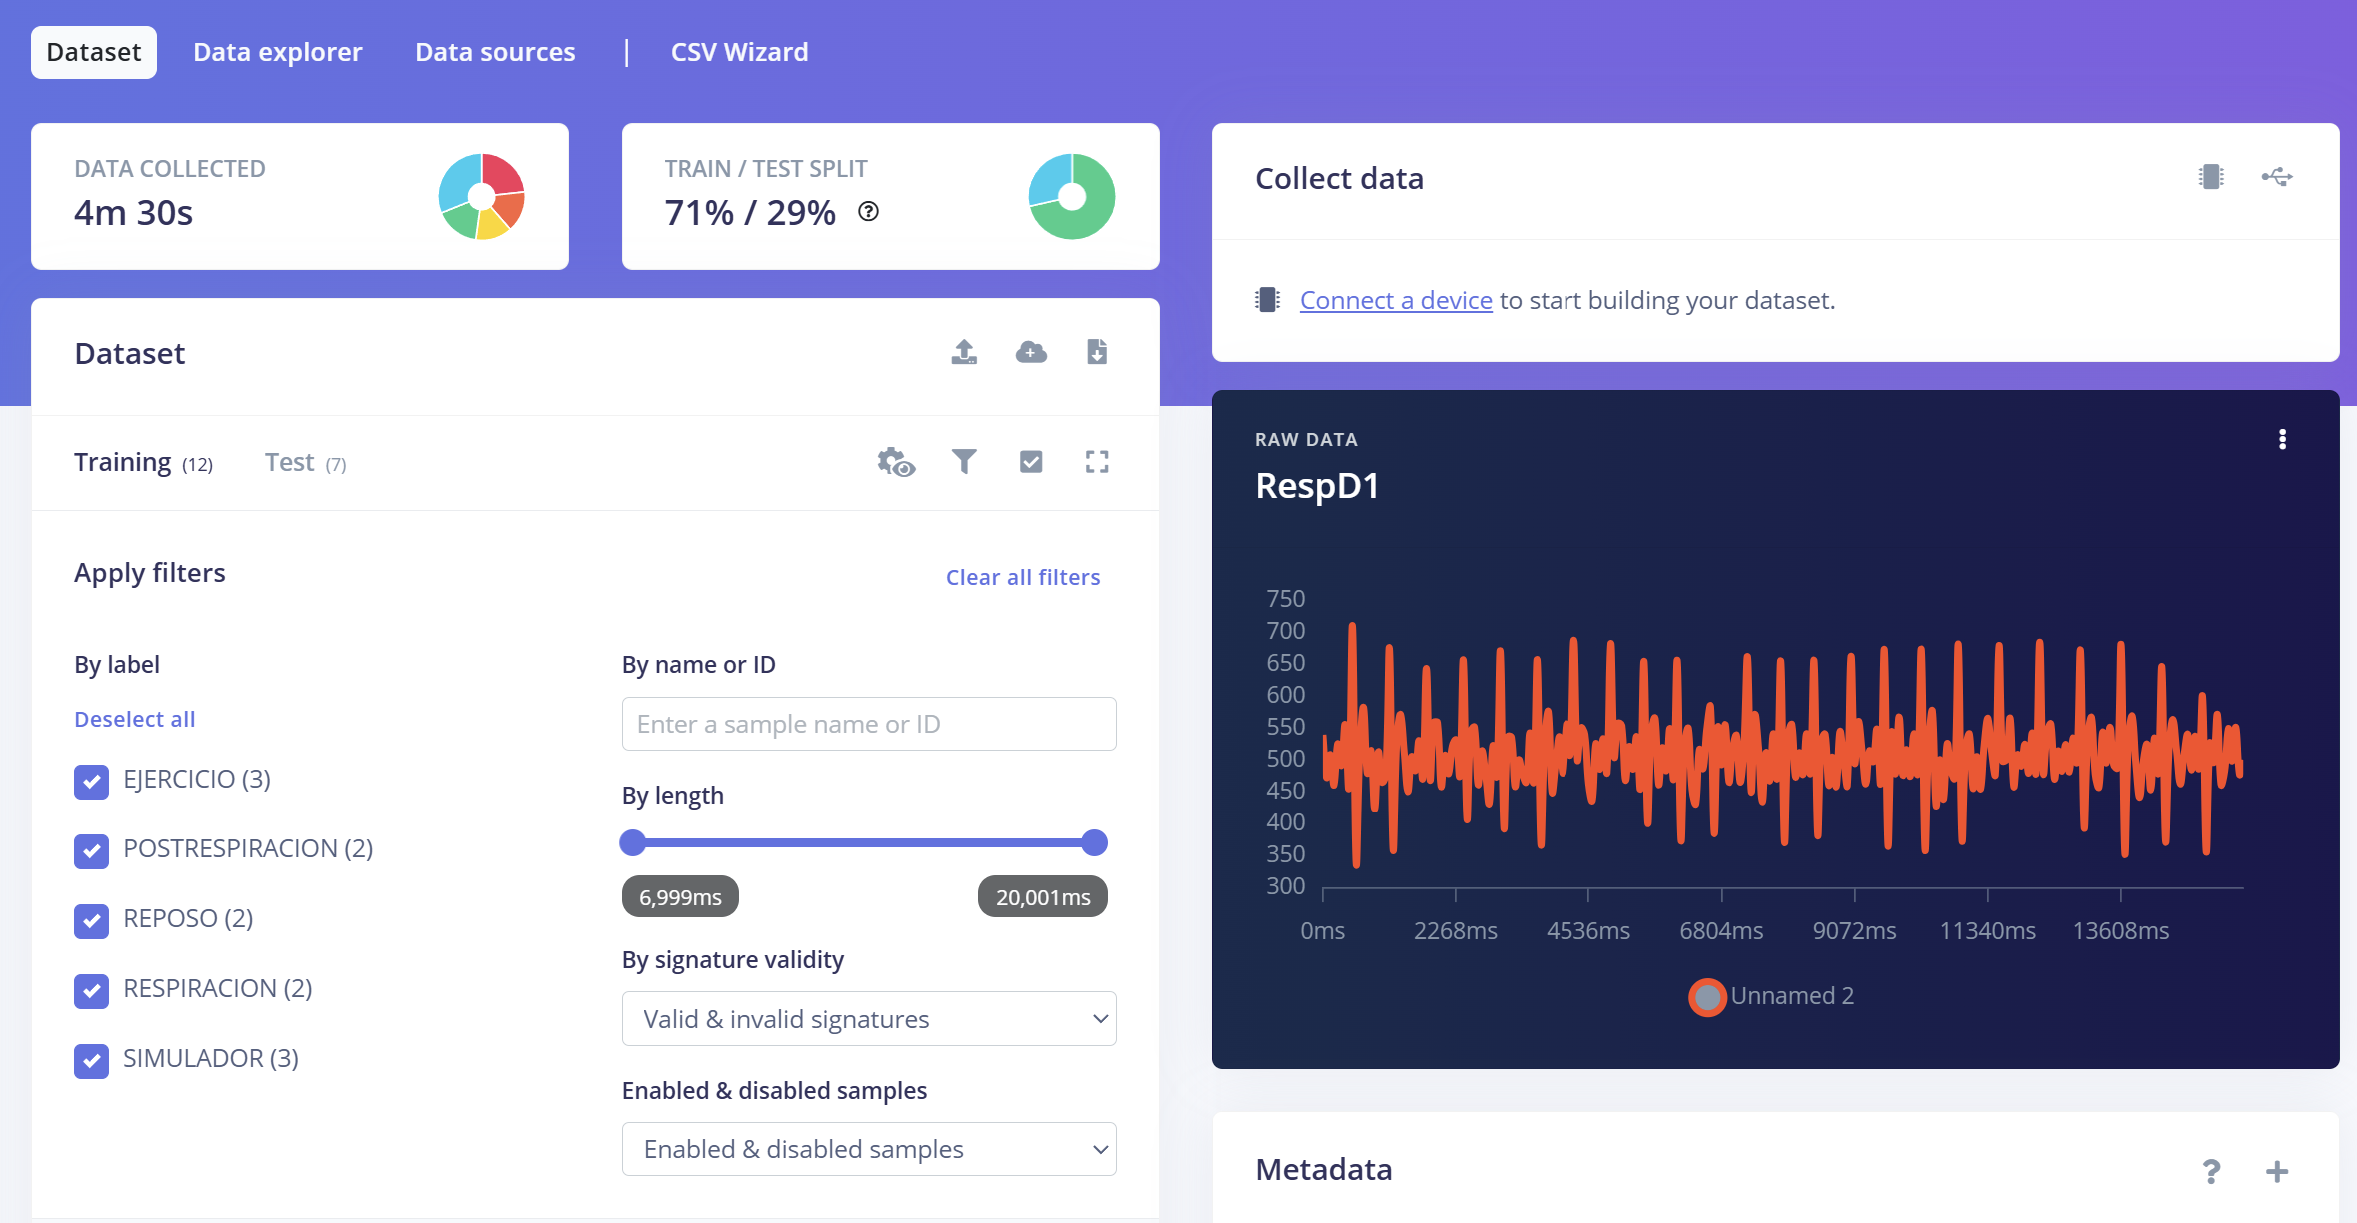 Dataset
Data explorer
Data sources
|
CSV Wizard
DATA COLLECTED
4m 30s
TRAIN / TEST SPLIT
71% / 29%
Dataset
Training (12)
Test (7)
Apply filters
Clear all filters
By label
Deselect all
EJERCICIO (3)
POSTRESPIRACION (2)
REPOSO (2)
RESPIRACION (2)
SIMULADOR (3)
By name or ID
Enter a sample name or ID
By length
6,999ms
20,001ms
By signature validity
Valid & invalid signatures
Enabled & disabled samples
Enabled & disabled samples
Collect data
Connect a device to start building your dataset.
RAW DATA
RespD1
750
700
650
600
550
500
450
400
350
300
0ms
2268ms
4536ms
6804ms
9072ms
11340ms
13608ms
Unnamed 2
Metadata